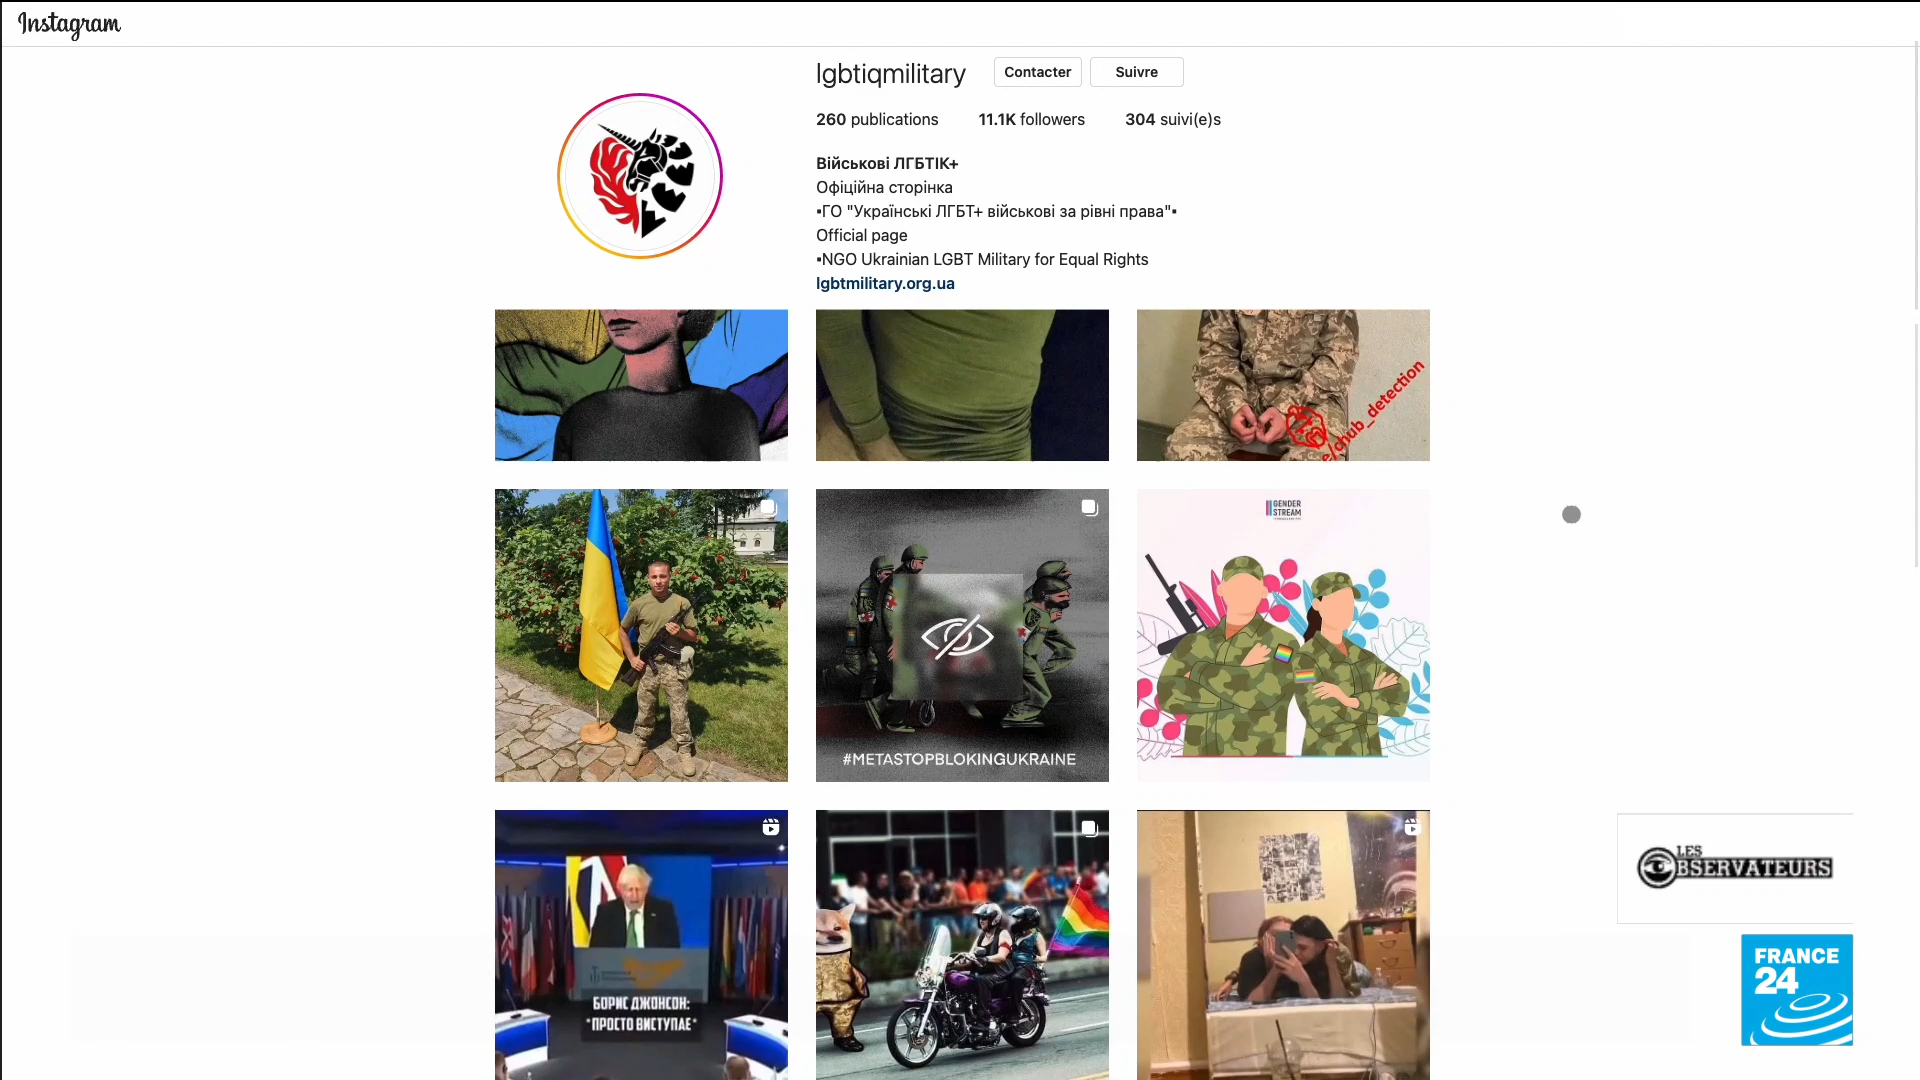 Instagram
lgbtiqmilitary
Contacter
Suivre
260 publications
11.1K followers
304 suivi(e)s
Військові ЛГБТІК+
Офіційна сторінка
▪ГО "Українські ЛГБТ+ військові за рівні права"▪
Official page
▪NGO Ukrainian LGBT Military for Equal Rights
lgbtmilitary.org.ua
e/chub_detection
#METASTOPBLOKINGUKRAINE
GENDER
STREAM
БОРИС ДЖОНСОН:
*ПРОСТО ВИСТУПАЄ*
LES
OBSERVATEURS
FRANCE
24